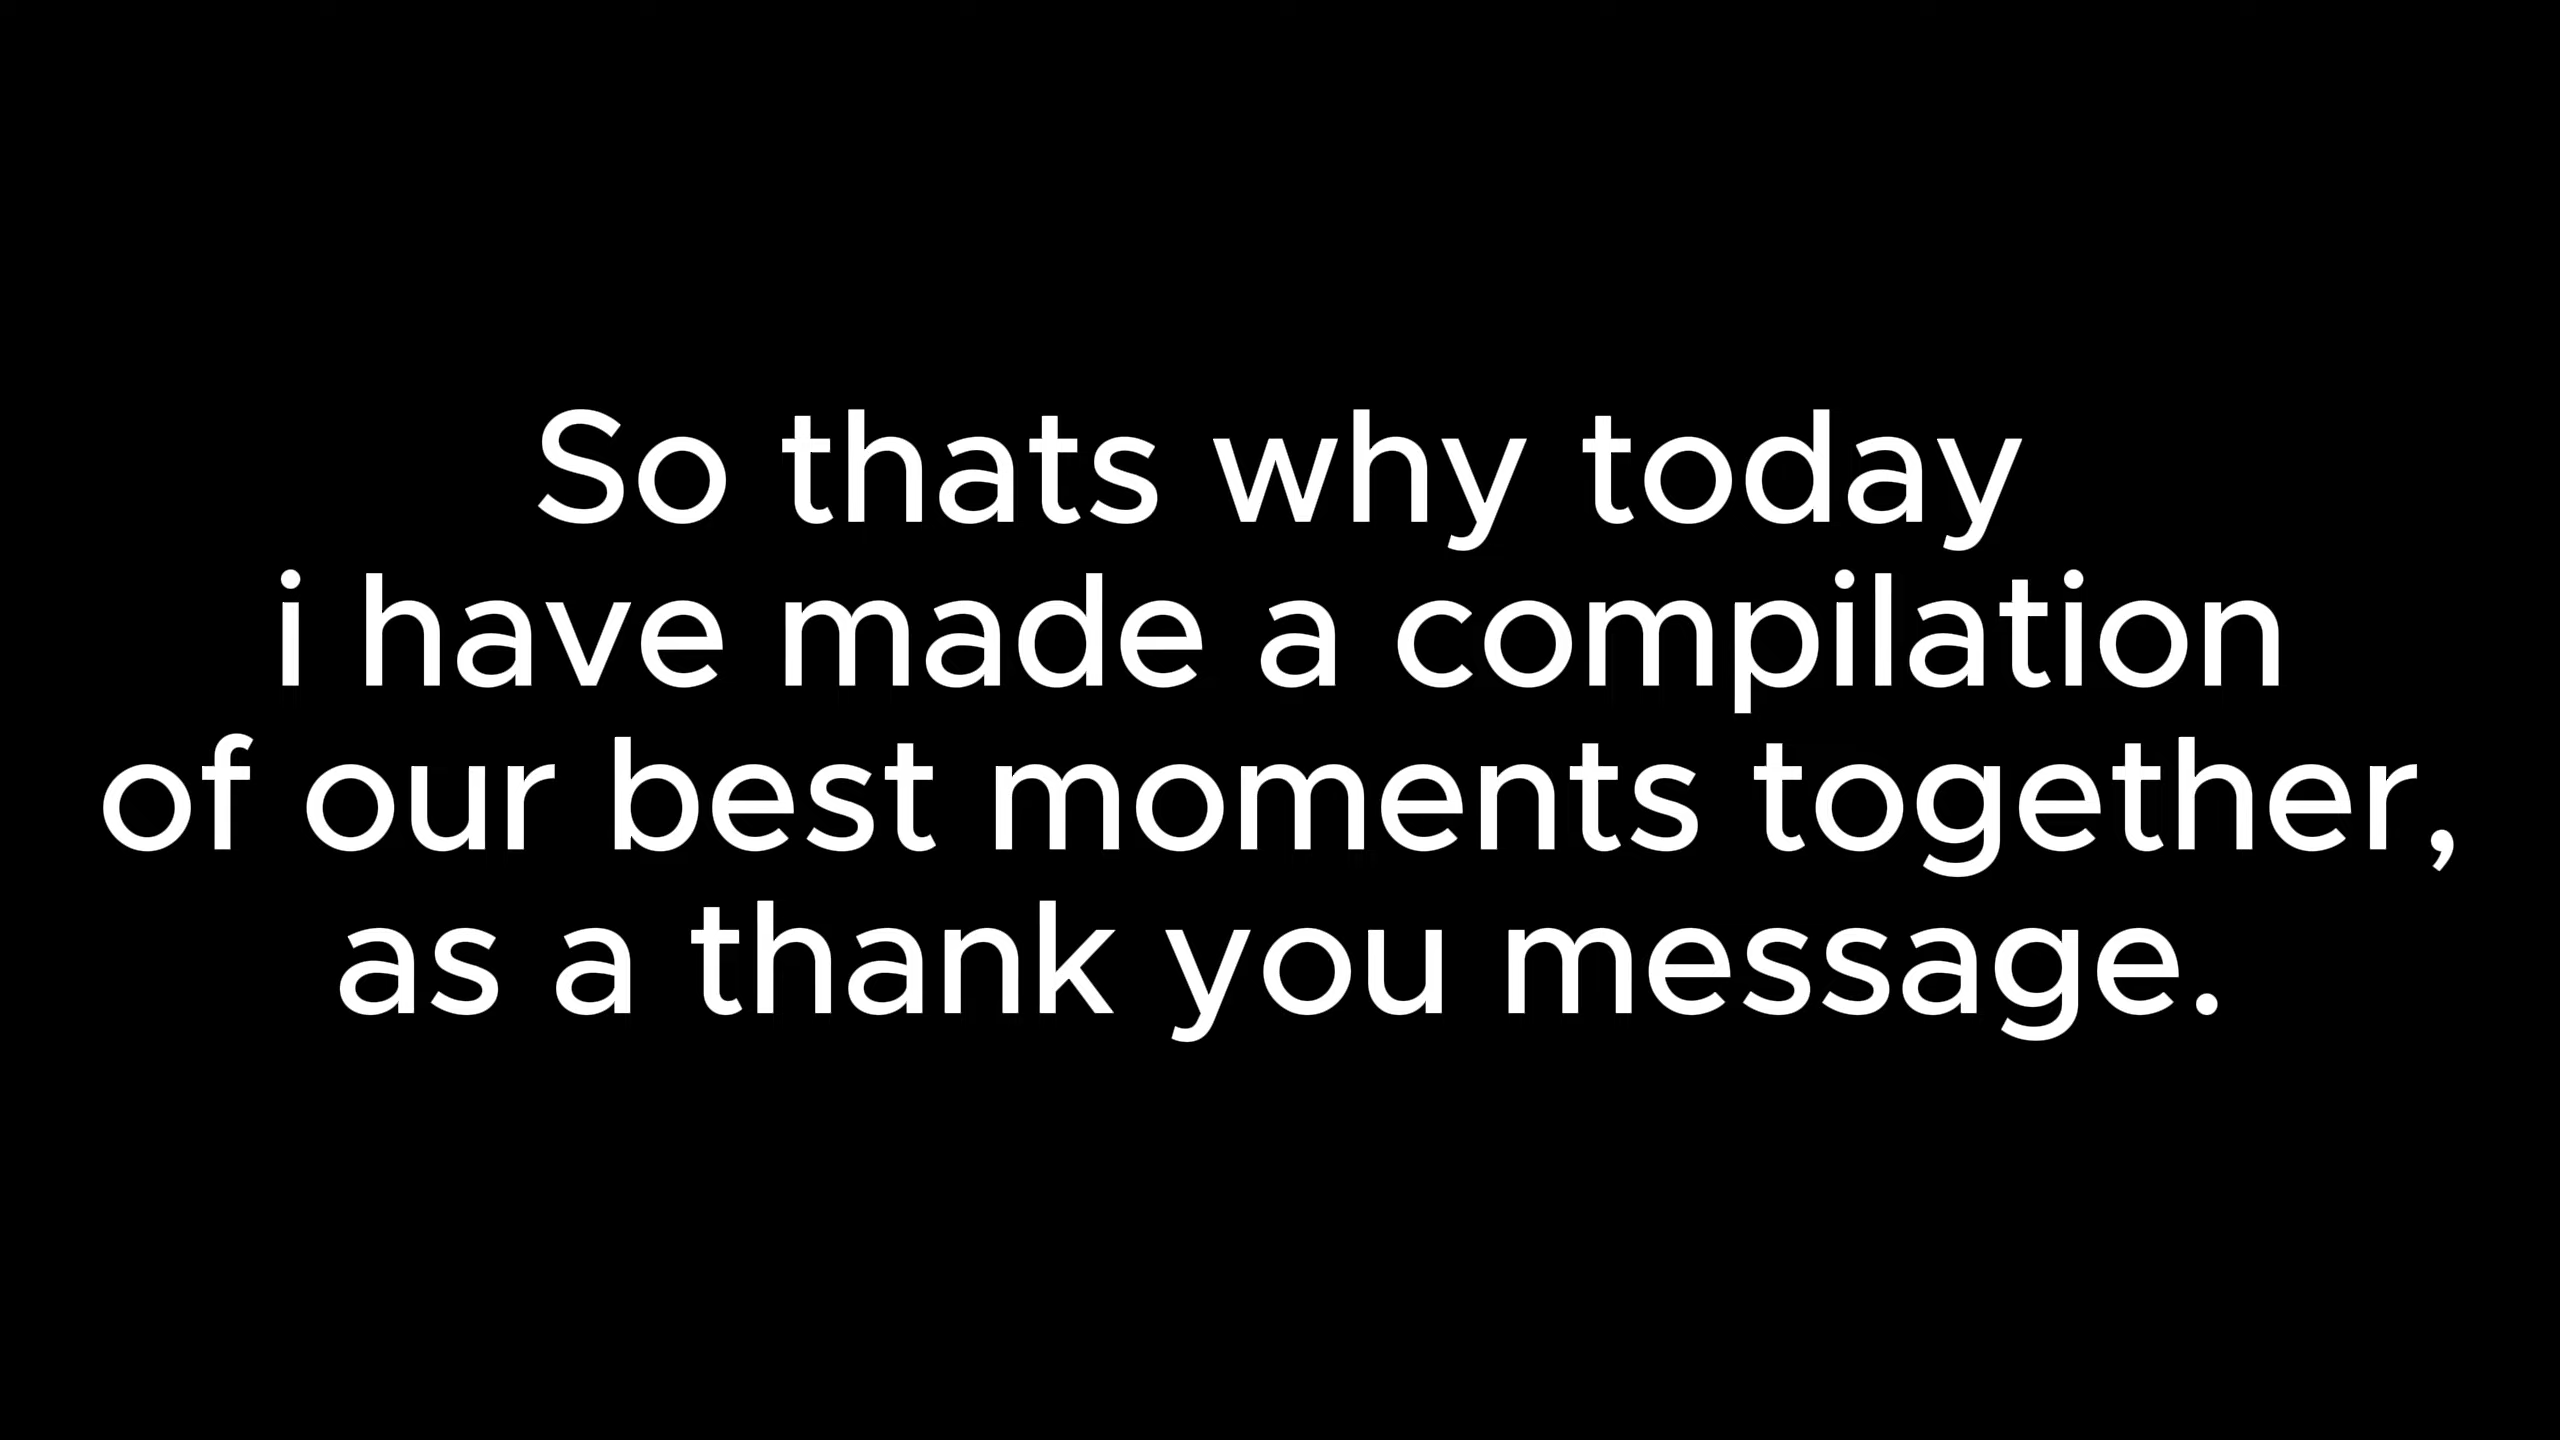 So thats why today
i have made a compilation
of our best moments together,
as a thank you message.